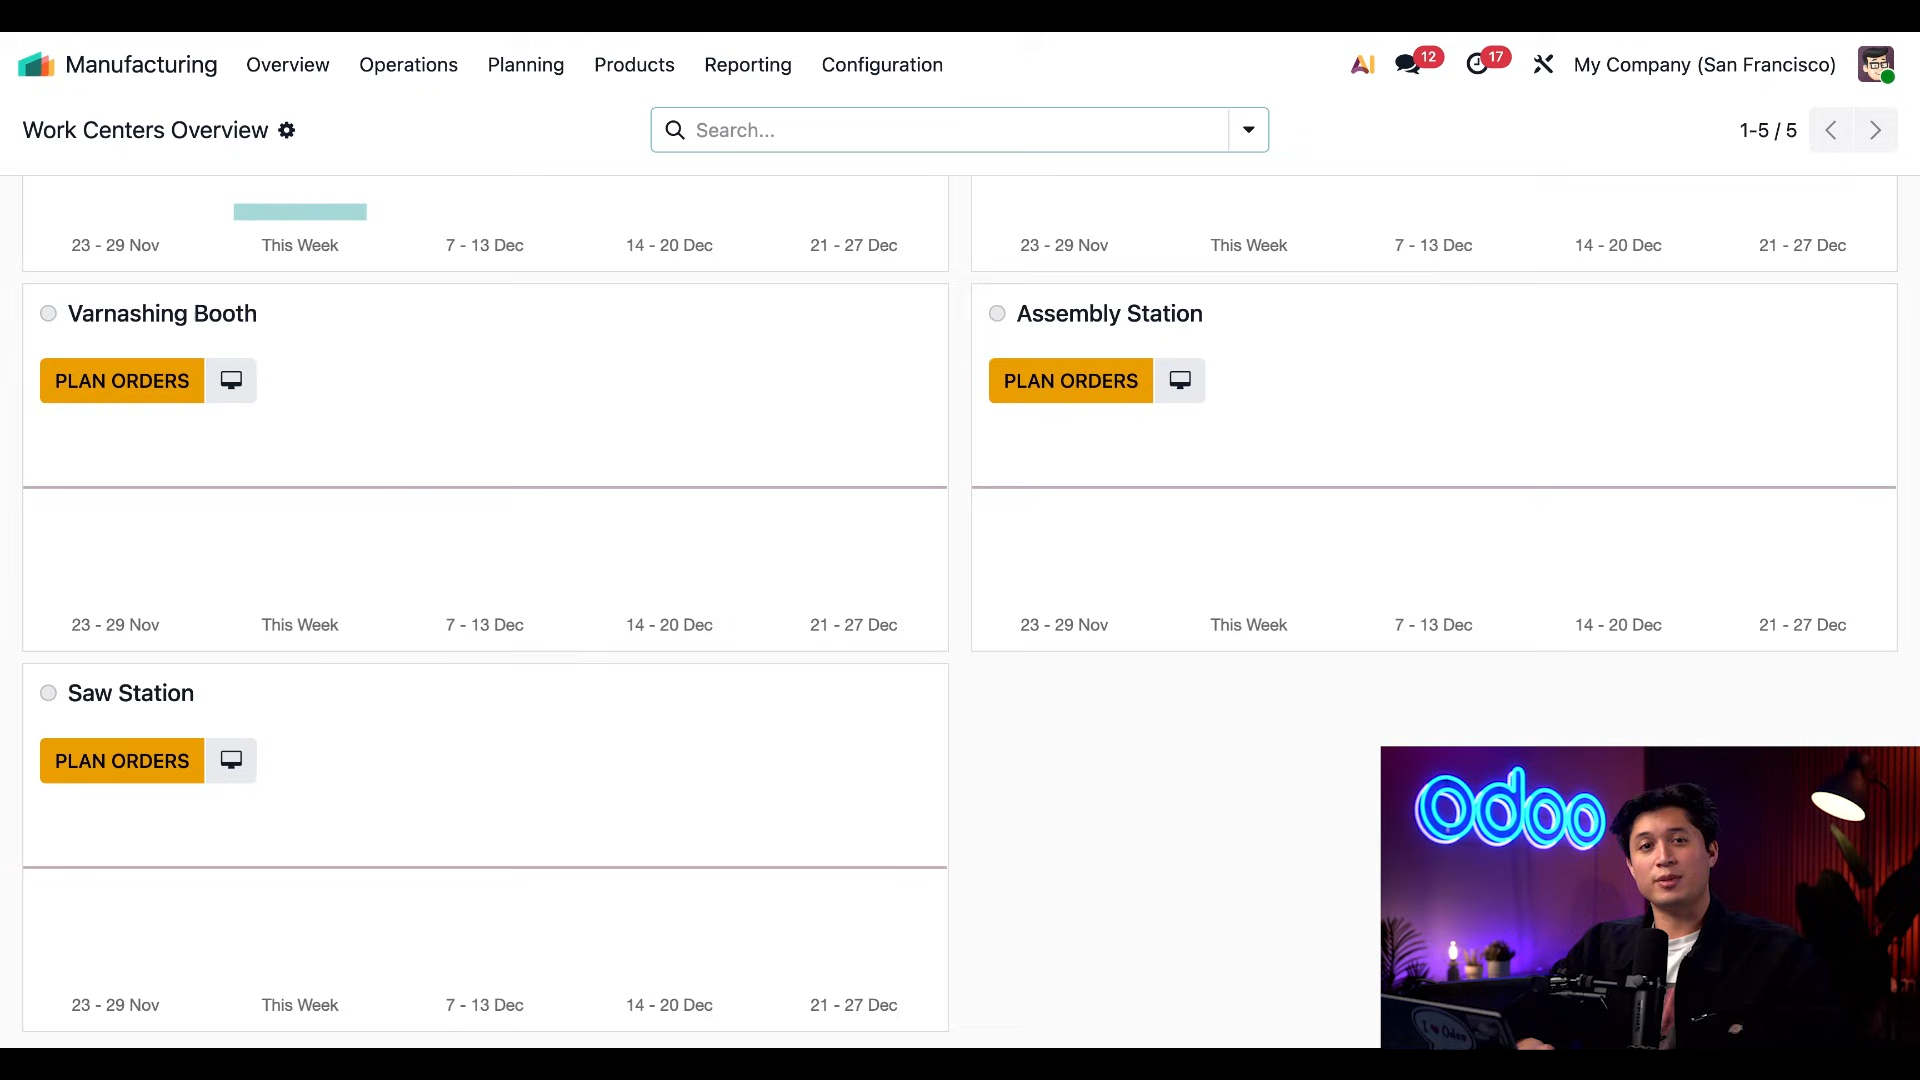 Manufacturing Overview Operations Planning Products Reporting Configuration 12 17 My Company (San Francisco)
Work Centers Overview Search... 1-5 / 5
23 - 29 Nov This Week 7 - 13 Dec 14 - 20 Dec 21 - 27 Dec
23 - 29 Nov This Week 7 - 13 Dec 14 - 20 Dec 21 - 27 Dec
Varnashing Booth
PLAN ORDERS
23 - 29 Nov This Week 7 - 13 Dec 14 - 20 Dec 21 - 27 Dec
Assembly Station
PLAN ORDERS
23 - 29 Nov This Week 7 - 13 Dec 14 - 20 Dec 21 - 27 Dec
Saw Station
PLAN ORDERS
23 - 29 Nov This Week 7 - 13 Dec 14 - 20 Dec 21 - 27 Dec
odoo
I ♥ Odoo